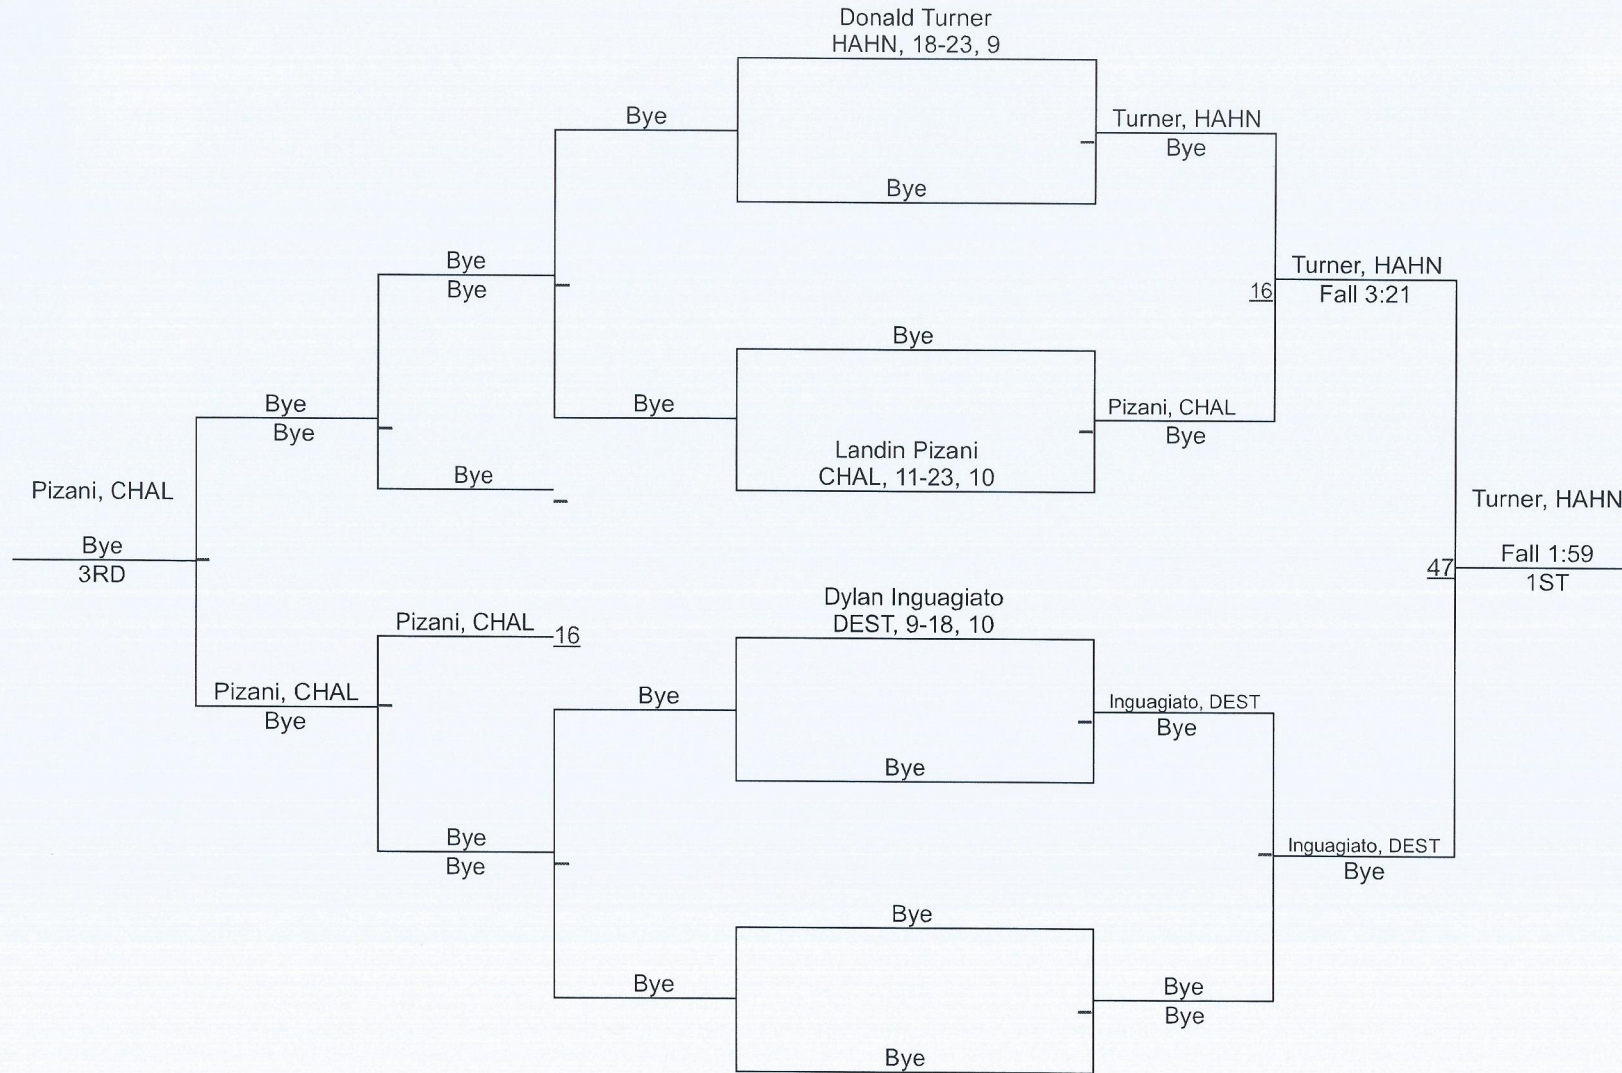 Donald Turner
HAHN, 18-23, 9
Bye
Turner, HAHN
Bye
Bye
Bye
Bye
Turner, HAHN
16
Fall 3:21
Bye
Bye
Bye
Pizani, CHAL
Bye
Bye
Landin Pizani
CHAL, 11-23, 10
Bye
Pizani, CHAL
Turner, HAHN
Bye
3RD
47
Fall 1:59
1ST
Dylan Inguagiato
DEST, 9-18, 10
Pizani, CHAL
16
Pizani, CHAL
Bye
Bye
Inguagiato, DEST
Bye
Bye
Bye
Bye
Inguagiato, DEST
Bye
Bye
Bye
Bye
Bye
Bye